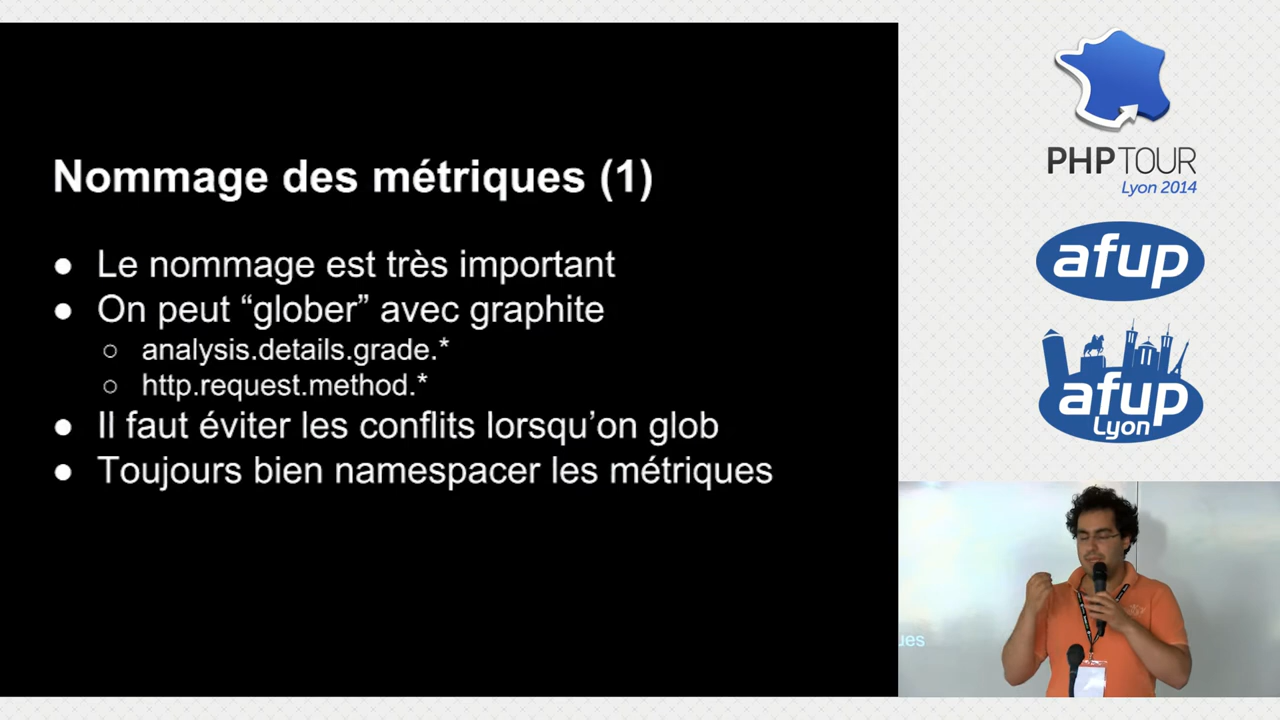 Nommage des métriques (1)
● Le nommage est très important
● On peut “glober” avec graphite
○ analysis.details.grade.*
○ http.request.method.*
● Il faut éviter les conflits lorsqu’on glob
● Toujours bien namespacer les métriques
PHPTOUR
Lyon 2014
afup
afup
Lyon
ues